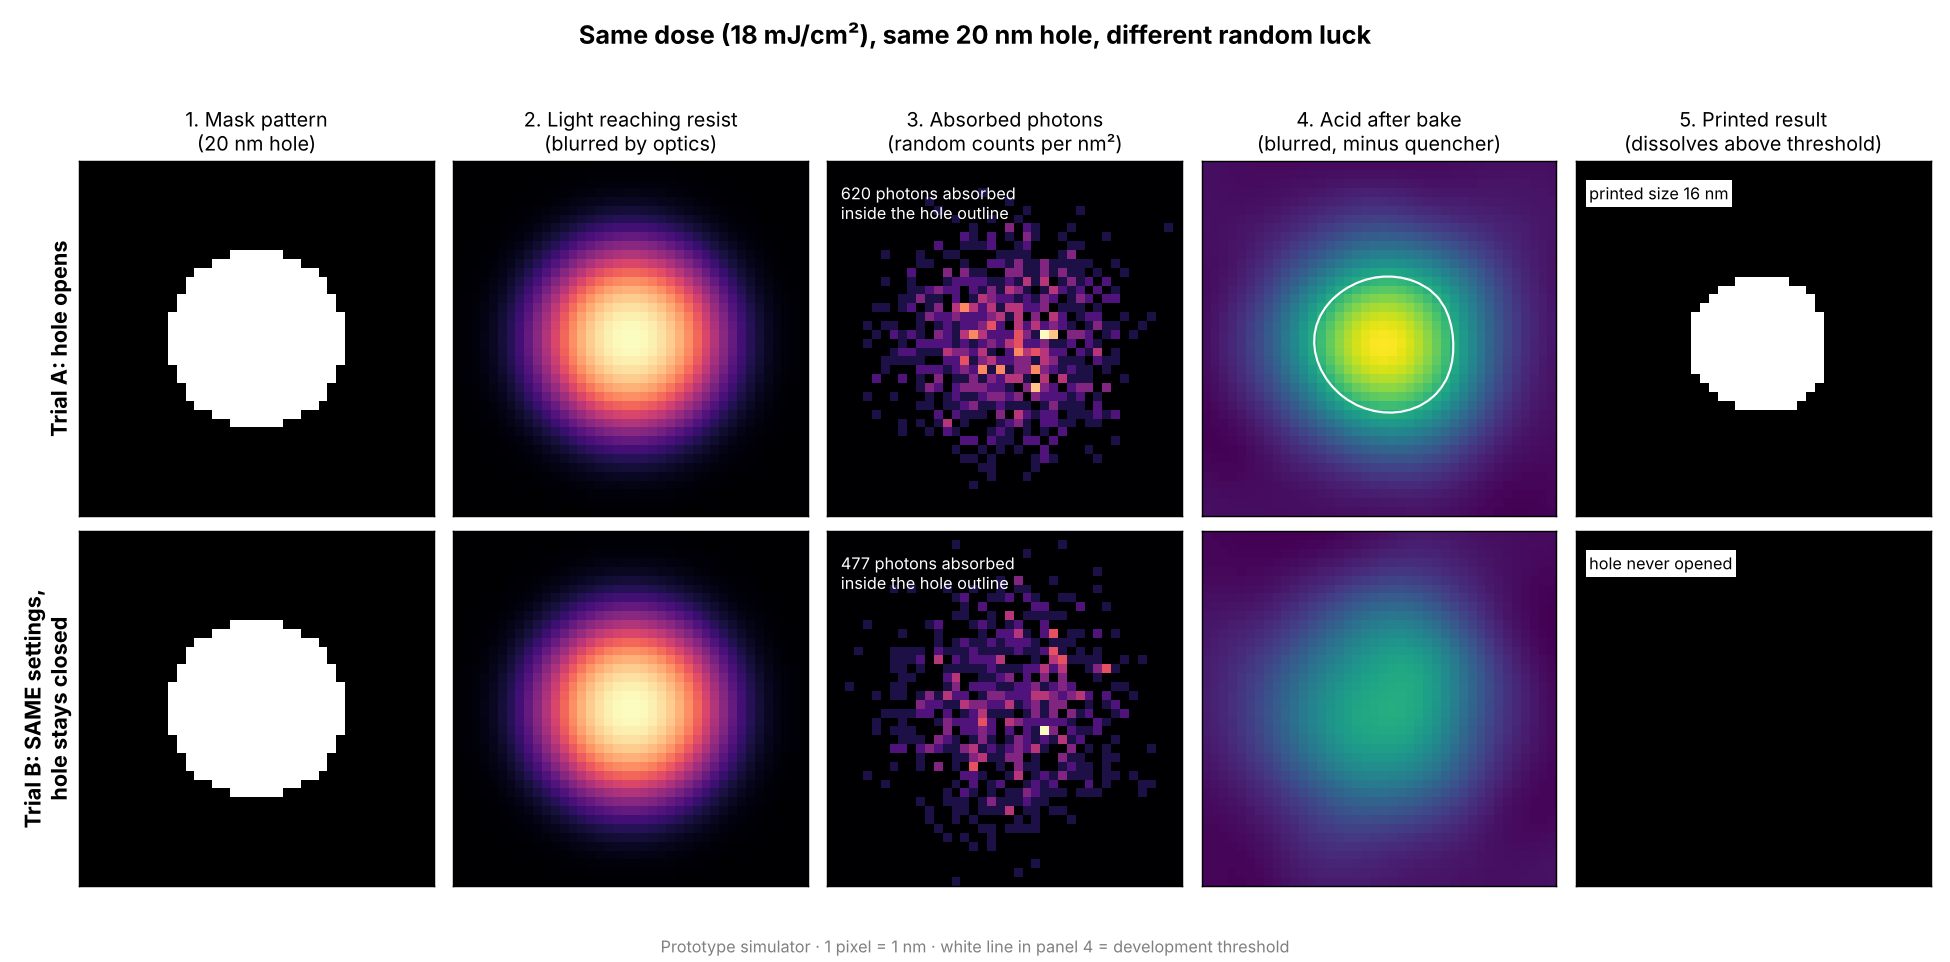 Same dose (18 mJ/cm²), same 20 nm hole, different random luck
1. Mask pattern
(20 nm hole)
2. Light reaching resist
(blurred by optics)
3. Absorbed photons
(random counts per nm²)
4. Acid after bake
(blurred, minus quencher)
5. Printed result
(dissolves above threshold)
Trial A: hole opens
620 photons absorbed
inside the hole outline
printed size 16 nm
Trial B: SAME settings,
hole stays closed
477 photons absorbed
inside the hole outline
hole never opened
Prototype simulator · 1 pixel = 1 nm · white line in panel 4 = development threshold